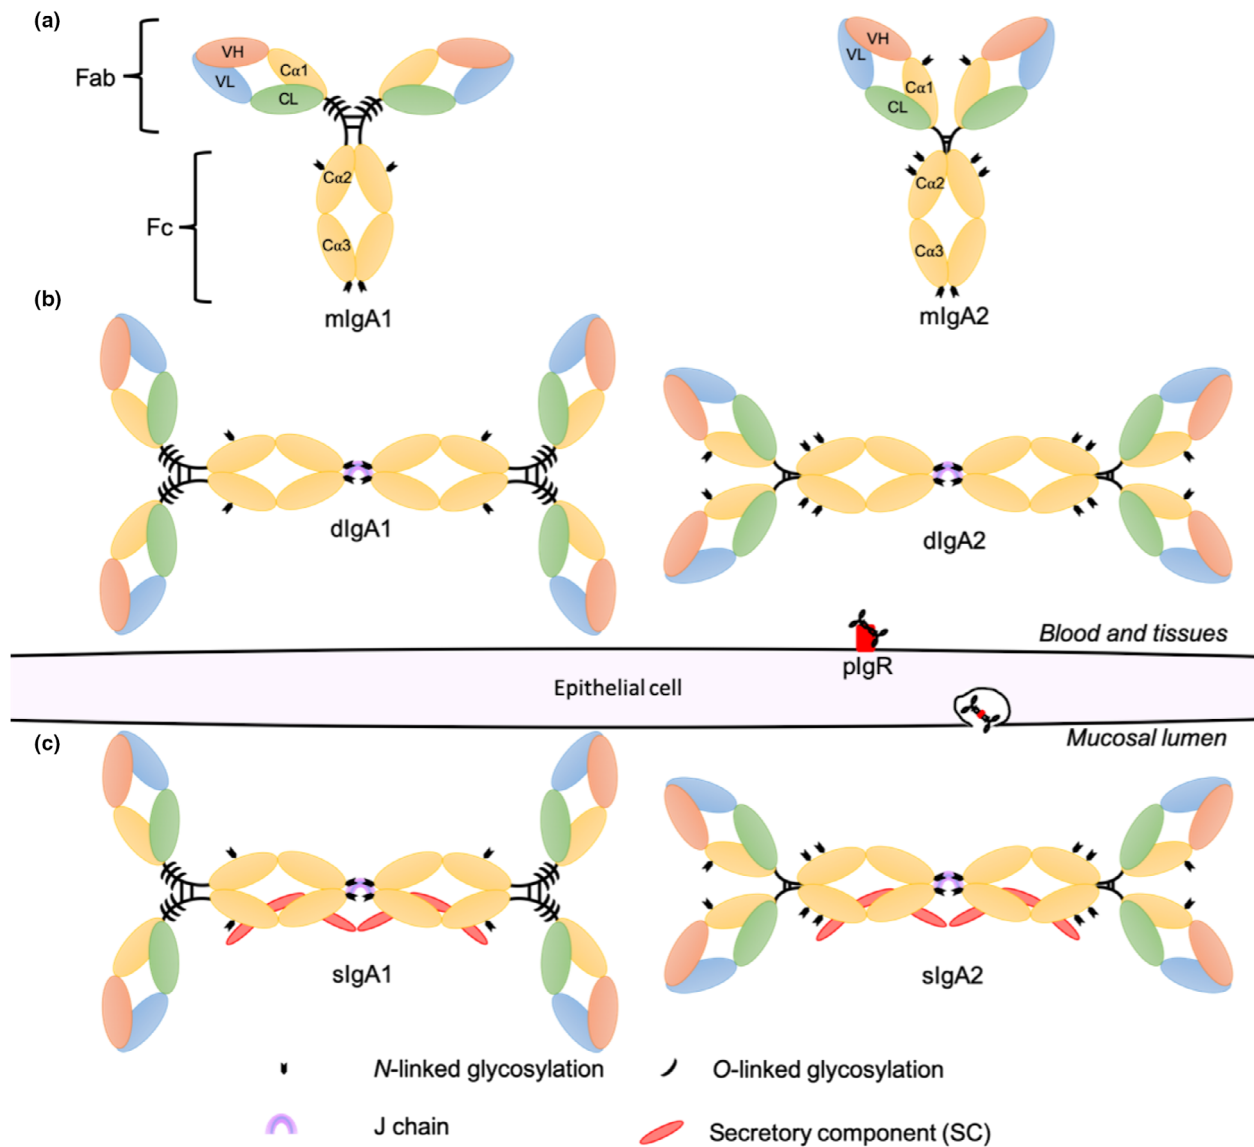 (a)
Fab
VH
VL
Cα1
CL
VH
VL
Cα1
CL
Fc
Cα2
Cα3
Cα2
Cα3
mIgA1
mIgA2
(b)
dIgA1
dIgA2
Blood and tissues
pIgR
Epithelial cell
Mucosal lumen
(c)
sIgA1
sIgA2
N-linked glycosylation
O-linked glycosylation
J chain
Secretory component (SC)